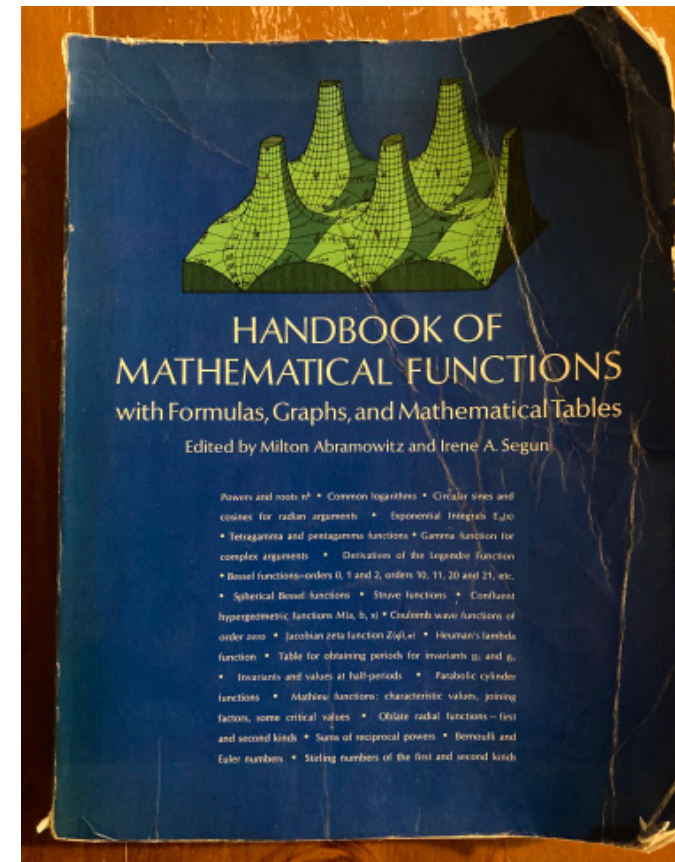 HANDBOOK OF
MATHEMATICAL FUNCTIONS
with Formulas, Graphs, and Mathematical Tables
Edited by Milton Abramowitz and Irene A. Segun
Powers and roots nᵏ • Common logarithms • Circular sines and
cosines for radian arguments • Exponential Integrals Eₙ(x)
• Tetragamma and pentagamma functions • Gamma function for
complex arguments • Derivatives of the Legendre Function
• Bessel functions—orders 0, 1 and 2, orders 10, 11, 20 and 21, etc.
• Spherical Bessel functions • Struve functions • Confluent
hypergeometric functions M(a, b, x) • Coulomb wave functions of
order zero • Jacobian zeta function • Heuman's lambda
function • Table for obtaining periods for invariants and
• Invariants and values at half-periods • Parabolic cylinder
functions • Mathieu functions: characteristic values, joining
factors, some critical values • Oblate radial functions—first
and second kinds • Sums of reciprocal powers • Bernoulli and
Euler numbers • Stirling numbers of the first and second kinds